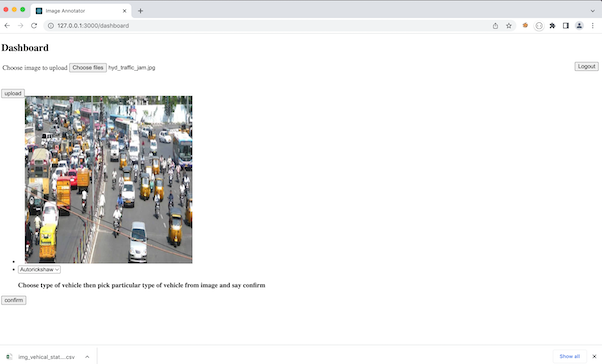 Image Annotator
127.0.0.1:3000/dashboard
Dashboard
Choose image to upload Choose files hyd_traffic_jam.jpg
Logout
upload
Autorickshaw
Choose type of vehicle then pick particular type of vehicle from image and say confirm
confirm
img_vehical_stat....csv
Show all